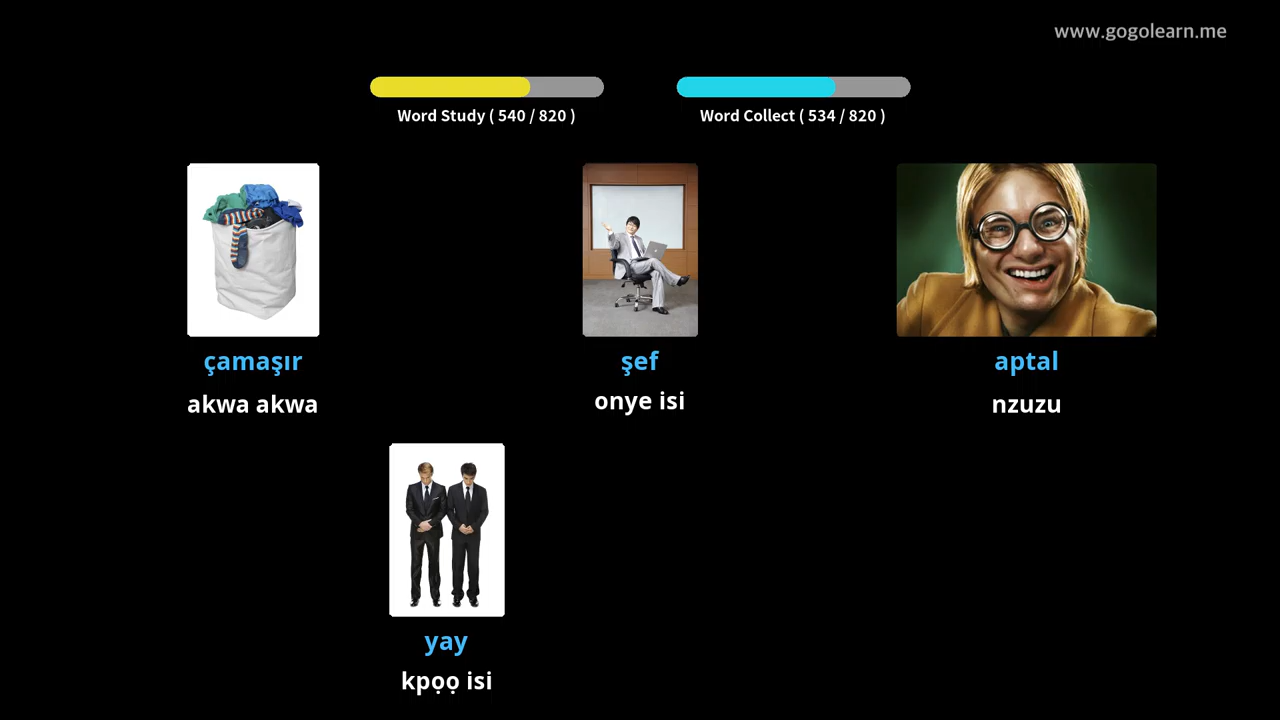 www.gogolearn.me
Word Study ( 540 / 820 )
Word Collect ( 534 / 820 )
çamaşır
akwa akwa
şef
onye isi
aptal
nzuzu
yay
kpọọ isi